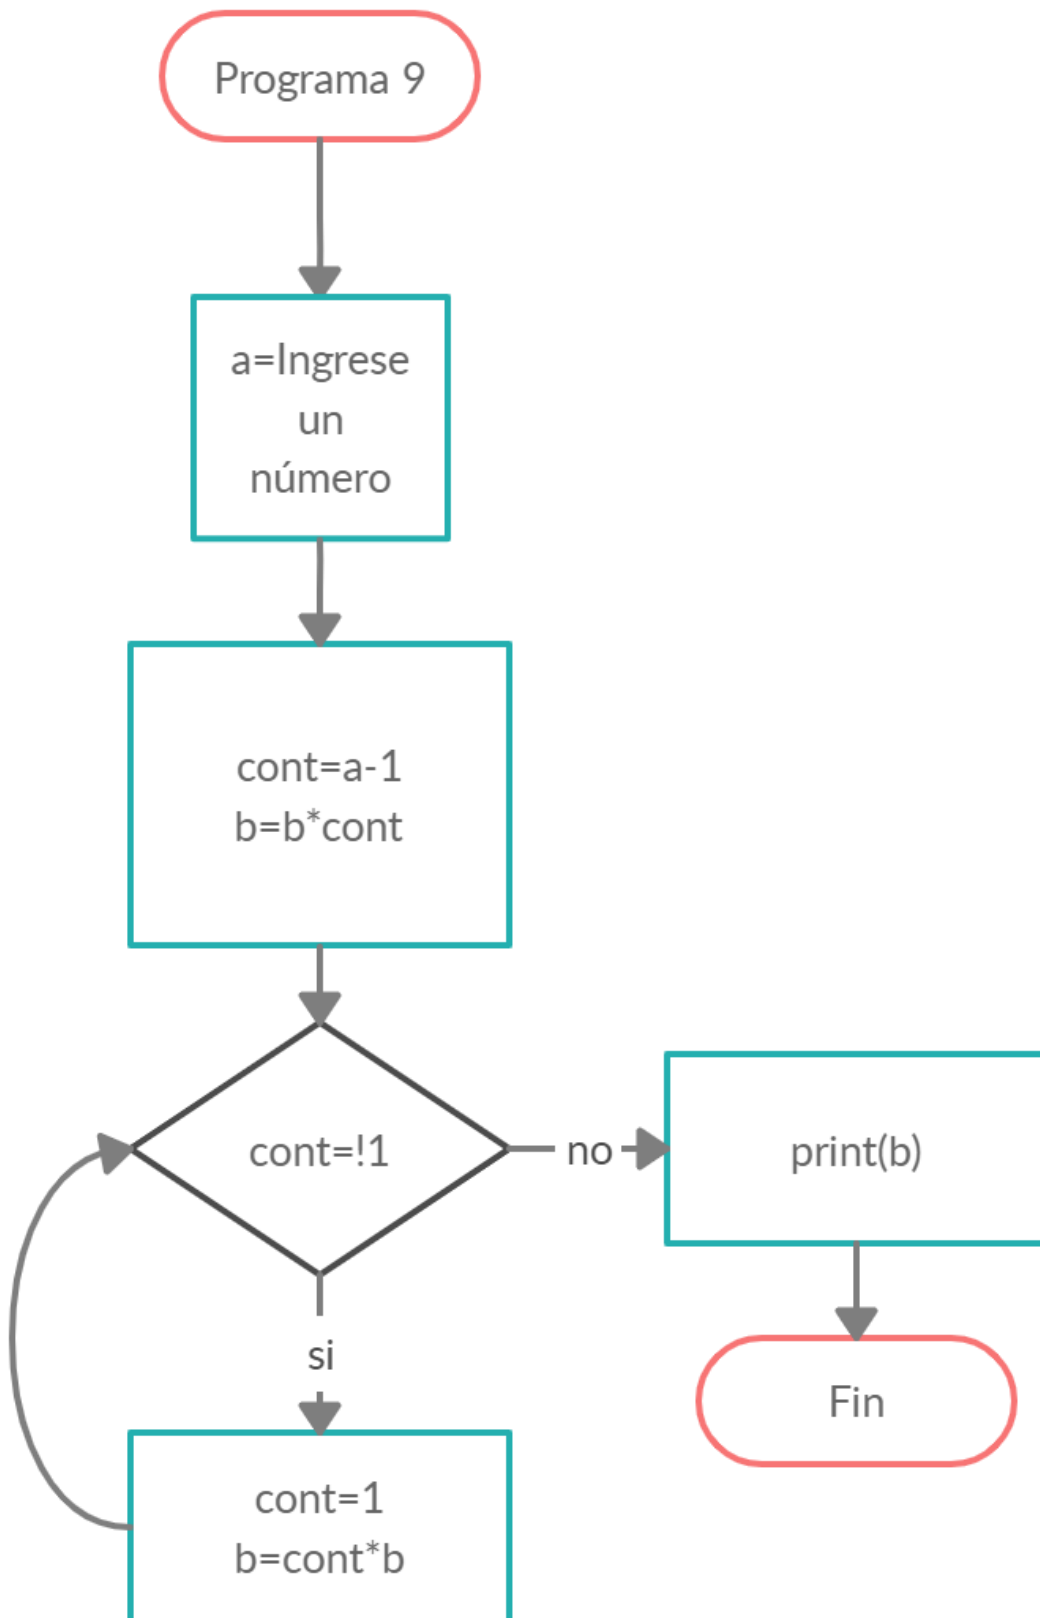 Programa 9
a=Ingrese
un
número
cont=a-1
b=b*cont
cont=!1
no
print(b)
si
Fin
cont=1
b=cont*b